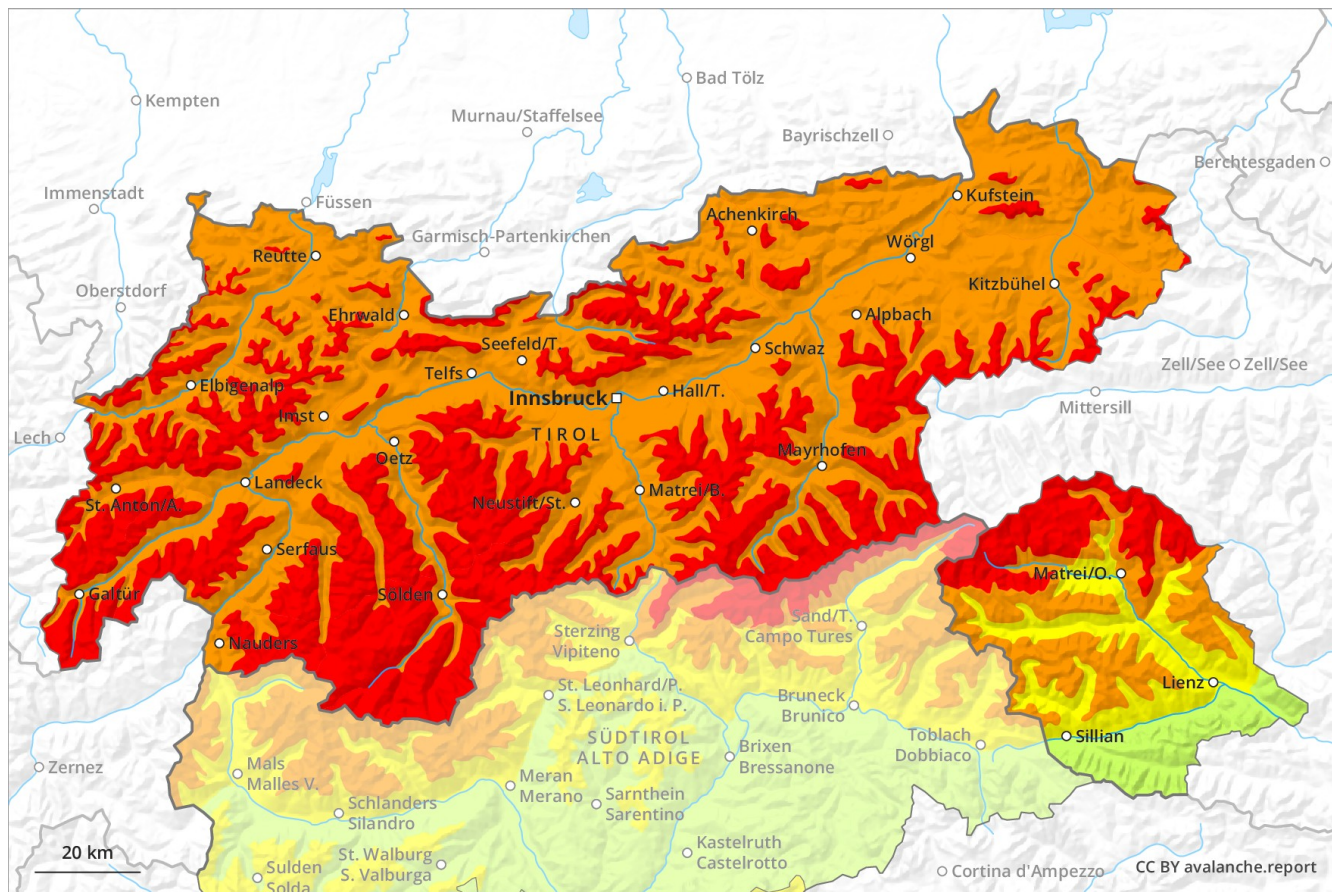 Kempten
Bad Tölz
Murnau/Staffelsee
Bayrischzell
Berchtesgaden
Immenstadt
Füssen
Kufstein
Achenkirch
Garmisch-Partenkirchen
Wörgl
Reutte
Kitzbühel
Oberstdorf
Ehrwald
Alpbach
Seefeld/T.
Schwaz
Zell/See
Zell/See
Telfs
Elbigenalp
Hall/T.
Innsbruck
Mittersill
Imst
Lech
TIROL
Oetz
Mayrhofen
Landeck
Matrei/B.
St. Anton/A.
Neustift/St.
Serfaus
Matrei/O.
Galtür
Sölden
Sand/T.
Campo Tures
Sterzing
Vipiteno
Nauders
Lienz
St. Leonhard/P.
S. Leonardo i. P.
Bruneck
Brunico
Sillian
SÜDTIROL
ALTO ADIGE
Toblach
Dobbiaco
Brixen
Bressanone
Zernez
Mals
Malles V.
Meran
Merano
Sarnthein
Sarentino
Schlanders
Silandro
20 km
Kastelruth
Castelrotto
St. Walburg
S. Valburga
Sulden
Solda
Cortina d'Ampezzo
CC BY avalanche.report